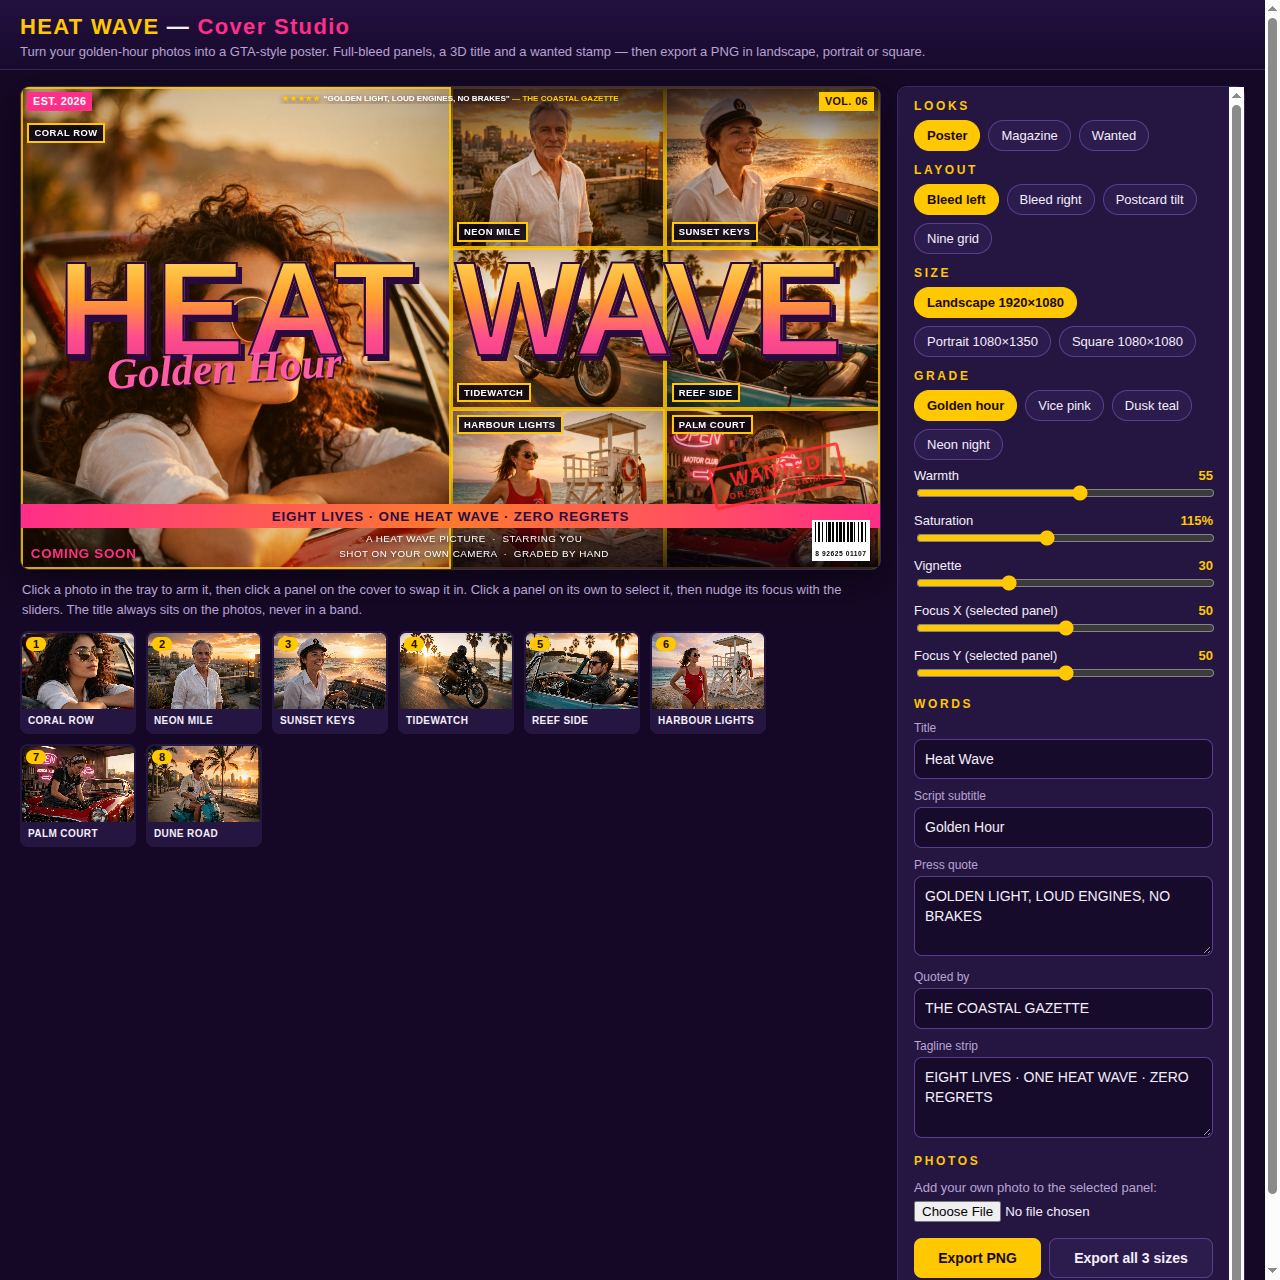 HEAT WAVE — Cover Studio
Turn your golden-hour photos into a GTA-style poster. Full-bleed panels, a 3D title and a wanted stamp — then export a PNG in landscape, portrait or square.
EST. 2026
★★★★★ "GOLDEN LIGHT, LOUD ENGINES, NO BRAKES" — THE COASTAL GAZETTE
VOL. 06
CORAL ROW
NEON MILE
SUNSET KEYS
HEAT WAVE
Golden Hour
TIDEWATCH
REEF SIDE
HARBOUR LIGHTS
PALM COURT
OPEN
MOTOR CLUB
WANTED
EIGHT LIVES · ONE HEAT WAVE · ZERO REGRETS
A HEAT WAVE PICTURE · STARRING YOU
SHOT ON YOUR OWN CAMERA · GRADED BY HAND
COMING SOON
8 92625 01107
Click a photo in the tray to arm it, then click a panel on the cover to swap it in. Click a panel on its own to select it, then nudge its focus with the
sliders. The title always sits on the photos, never in a band.
1
2
3
4
5
6
CORAL ROW
NEON MILE
SUNSET KEYS
TIDEWATCH
REEF SIDE
HARBOUR LIGHTS
7
8
PALM COURT
DUNE ROAD
LOOKS
Poster
Magazine
Wanted
LAYOUT
Bleed left
Bleed right
Postcard tilt
Nine grid
SIZE
Landscape 1920×1080
Portrait 1080×1350
Square 1080×1080
GRADE
Golden hour
Vice pink
Dusk teal
Neon night
Warmth 55
Saturation 115%
Vignette 30
Focus X (selected panel) 50
Focus Y (selected panel) 50
WORDS
Title
Heat Wave
Script subtitle
Golden Hour
Press quote
GOLDEN LIGHT, LOUD ENGINES, NO
BRAKES
Quoted by
THE COASTAL GAZETTE
Tagline strip
EIGHT LIVES · ONE HEAT WAVE · ZERO
REGRETS
PHOTOS
Add your own photo to the selected panel:
Choose File No file chosen
Export PNG
Export all 3 sizes